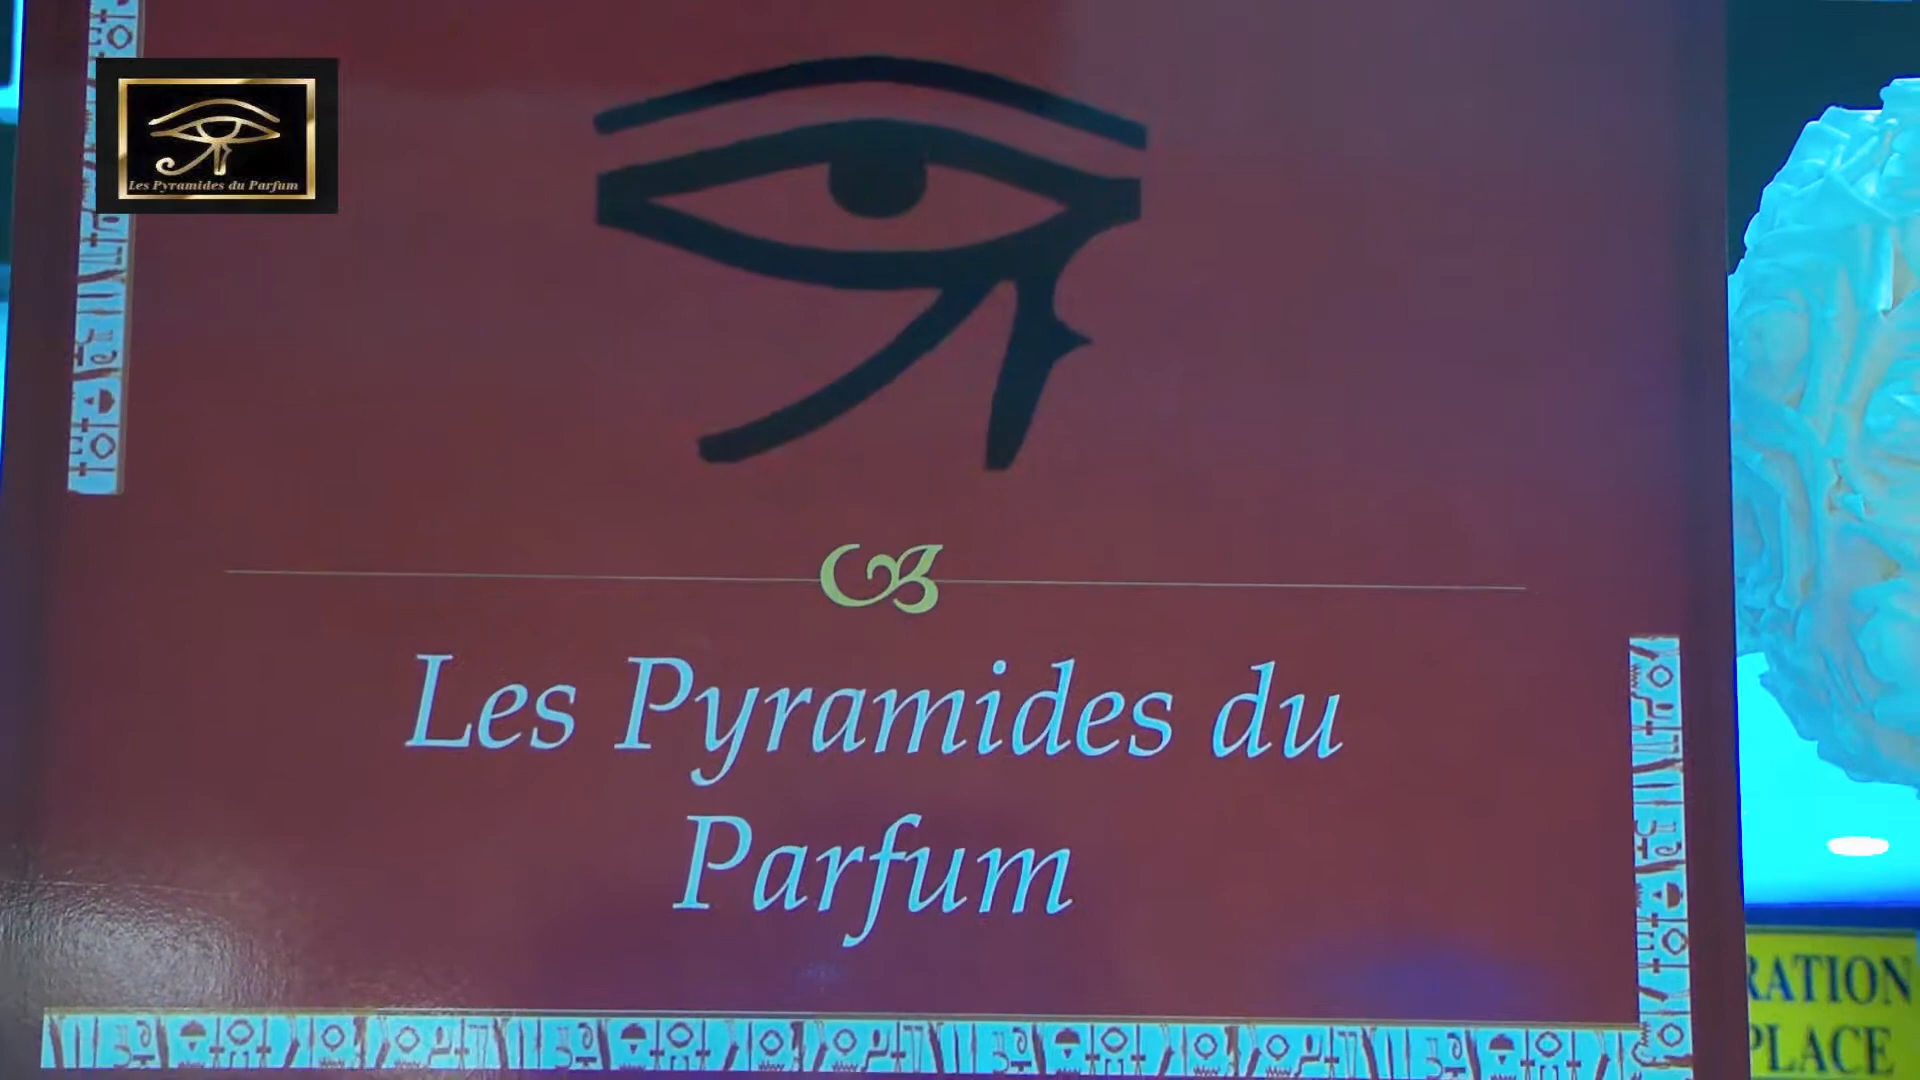 Les Pyramides du Parfum
Les Pyramides du
Parfum
RATION
PLACE